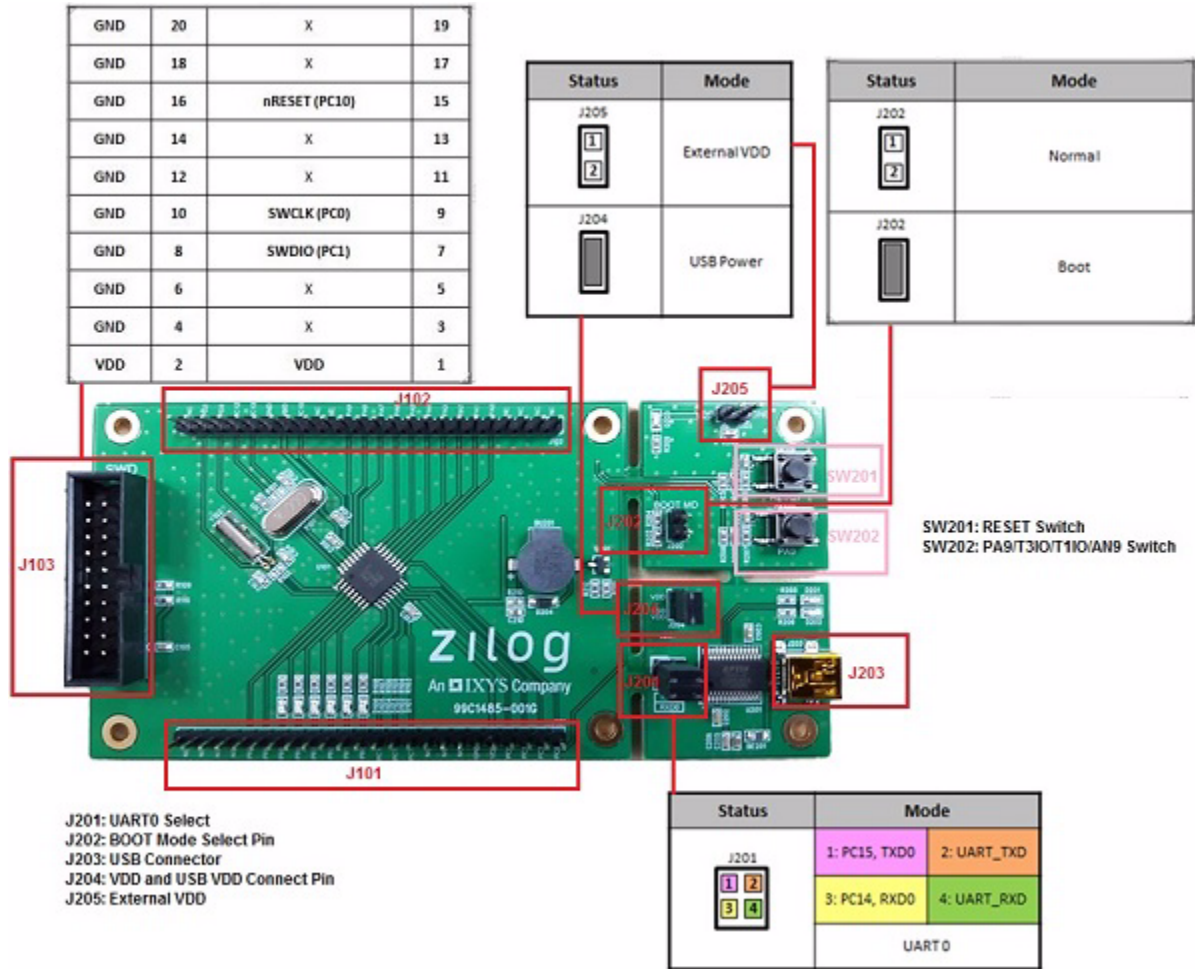 GND 20 X 19
GND 18 X 17
GND 16 nRESET (PC10) 15
GND 14 X 13
GND 12 X 11
GND 10 SWCLK (PC0) 9
GND 8 SWDIO (PC1) 7
GND 6 X 5
GND 4 X 3
VDD 2 VDD 1
Status Mode
J205
1
2
External VDD
J204
USB Power
Status Mode
J202
1
2
Normal
J202
Boot
J102
J205
SWD
SW201
BOOT MD
J202
SW202
J103
SW201: RESET Switch
SW202: PA9/T3IO/T1IO/AN9 Switch
J204
zilog
An IXYS Company
99C1485-001G
J201
J203
J101
J201: UART0 Select
J202: BOOT Mode Select Pin
J203: USB Connector
J204: VDD and USB VDD Connect Pin
J205: External VDD
Status Mode
J201
1 2
3 4
1: PC15, TXD0 2: UART_TXD
3: PC14, RXD0 4: UART_RXD
UART 0